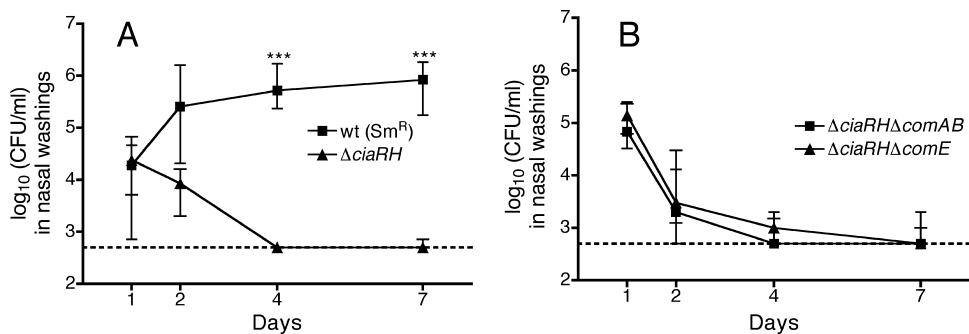 A
log₁₀ (CFU/ml)
in nasal washings
7
6
5
4
3
2
***
***
wt (Smᴿ)
ΔciaRH
1
2
4
7
Days
B
log₁₀ (CFU/ml)
in nasal washings
7
6
5
4
3
2
ΔciaRHΔcomAB
ΔciaRHΔcomE
1
2
4
7
Days